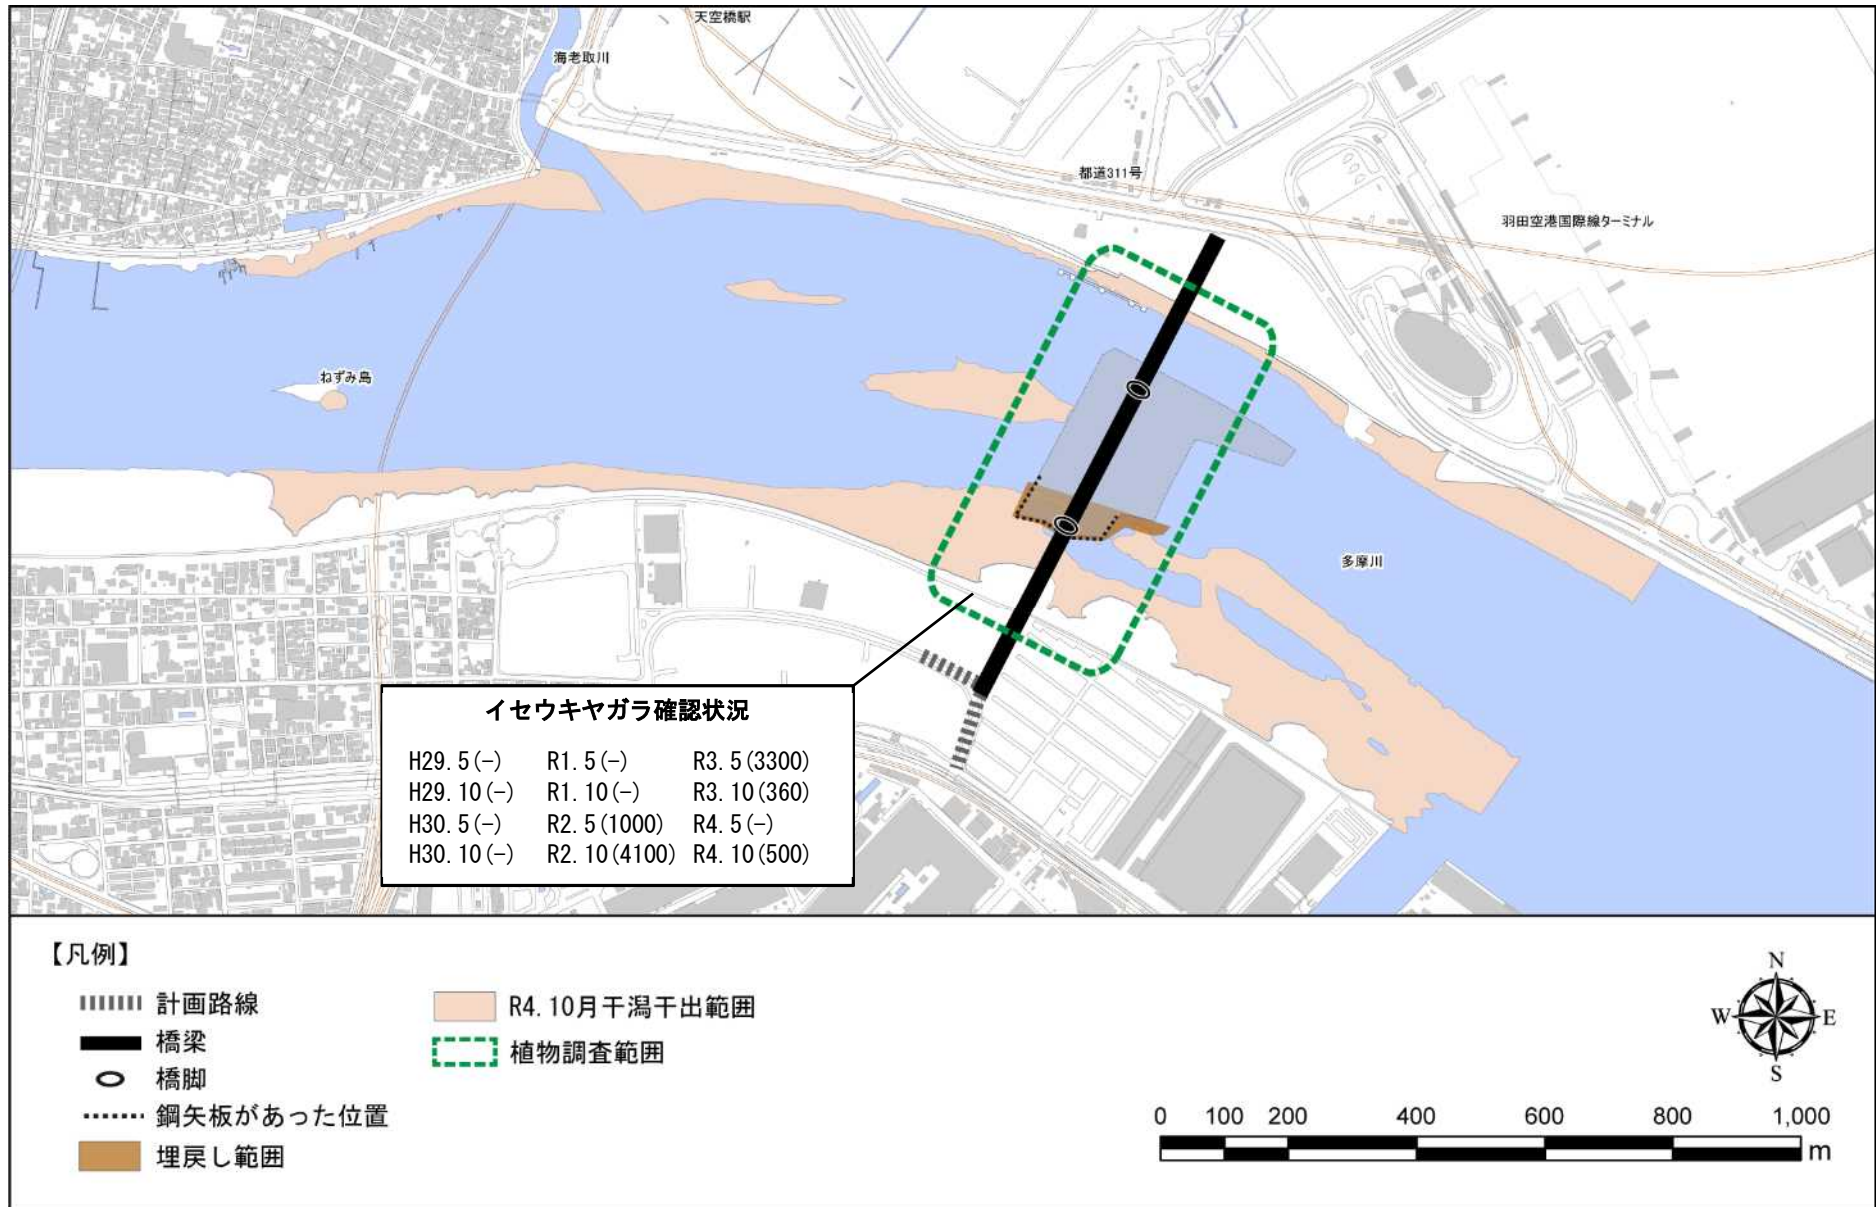 天空橋駅
海老取川
都道311号
羽田空港国際線ターミナル
ねずみ島
多摩川
イセウキヤガラ確認状況
H29.5(-) R1.5(-) R3.5(3300)
H29.10(-) R1.10(-) R3.10(360)
H30.5(-) R2.5(1000) R4.5(-)
H30.10(-) R2.10(4100) R4.10(500)
【凡例】
計画路線
橋梁
橋脚
鋼矢板があった位置
埋戻し範囲
R4.10月干潟干出範囲
植物調査範囲
N
W E
S
0 100 200 400 600 800 1,000
m